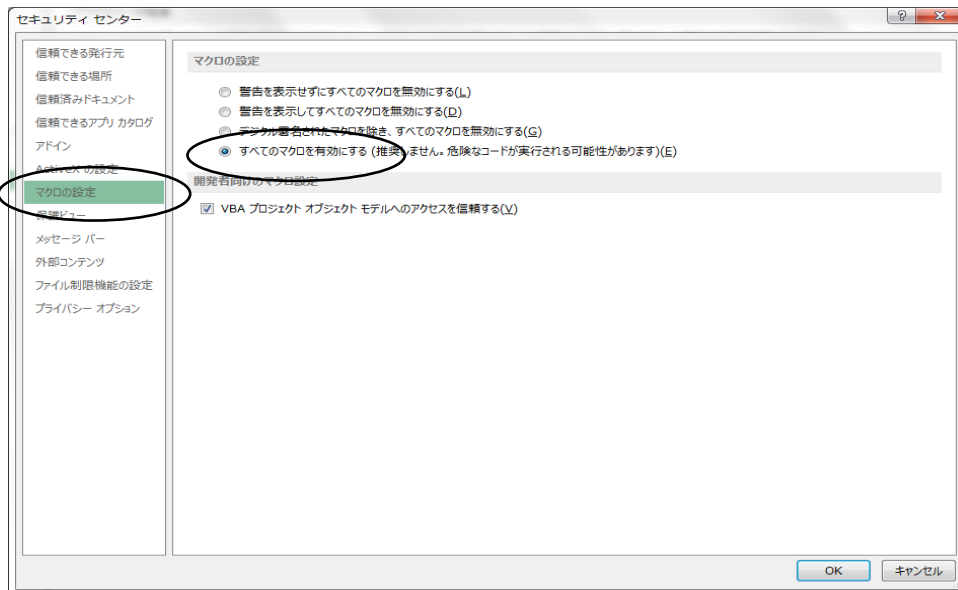 セキュリティ センター
信頼できる発行元
信頼できる場所
信頼済みドキュメント
信頼できるアプリ カタログ
アドイン
ActiveX の設定
マクロの設定
保護ビュー
メッセージ バー
外部コンテンツ
ファイル制限機能の設定
プライバシー オプション
マクロの設定
警告を表示せずにすべてのマクロを無効にする(L)
警告を表示してすべてのマクロを無効にする(D)
デジタル署名されたマクロを除き、すべてのマクロを無効にする(G)
すべてのマクロを有効にする (推奨しません。危険なコードが実行される可能性があります)(E)
開発者向けのマクロ設定
VBA プロジェクト オブジェクト モデルへのアクセスを信頼する(V)
OK
キャンセル